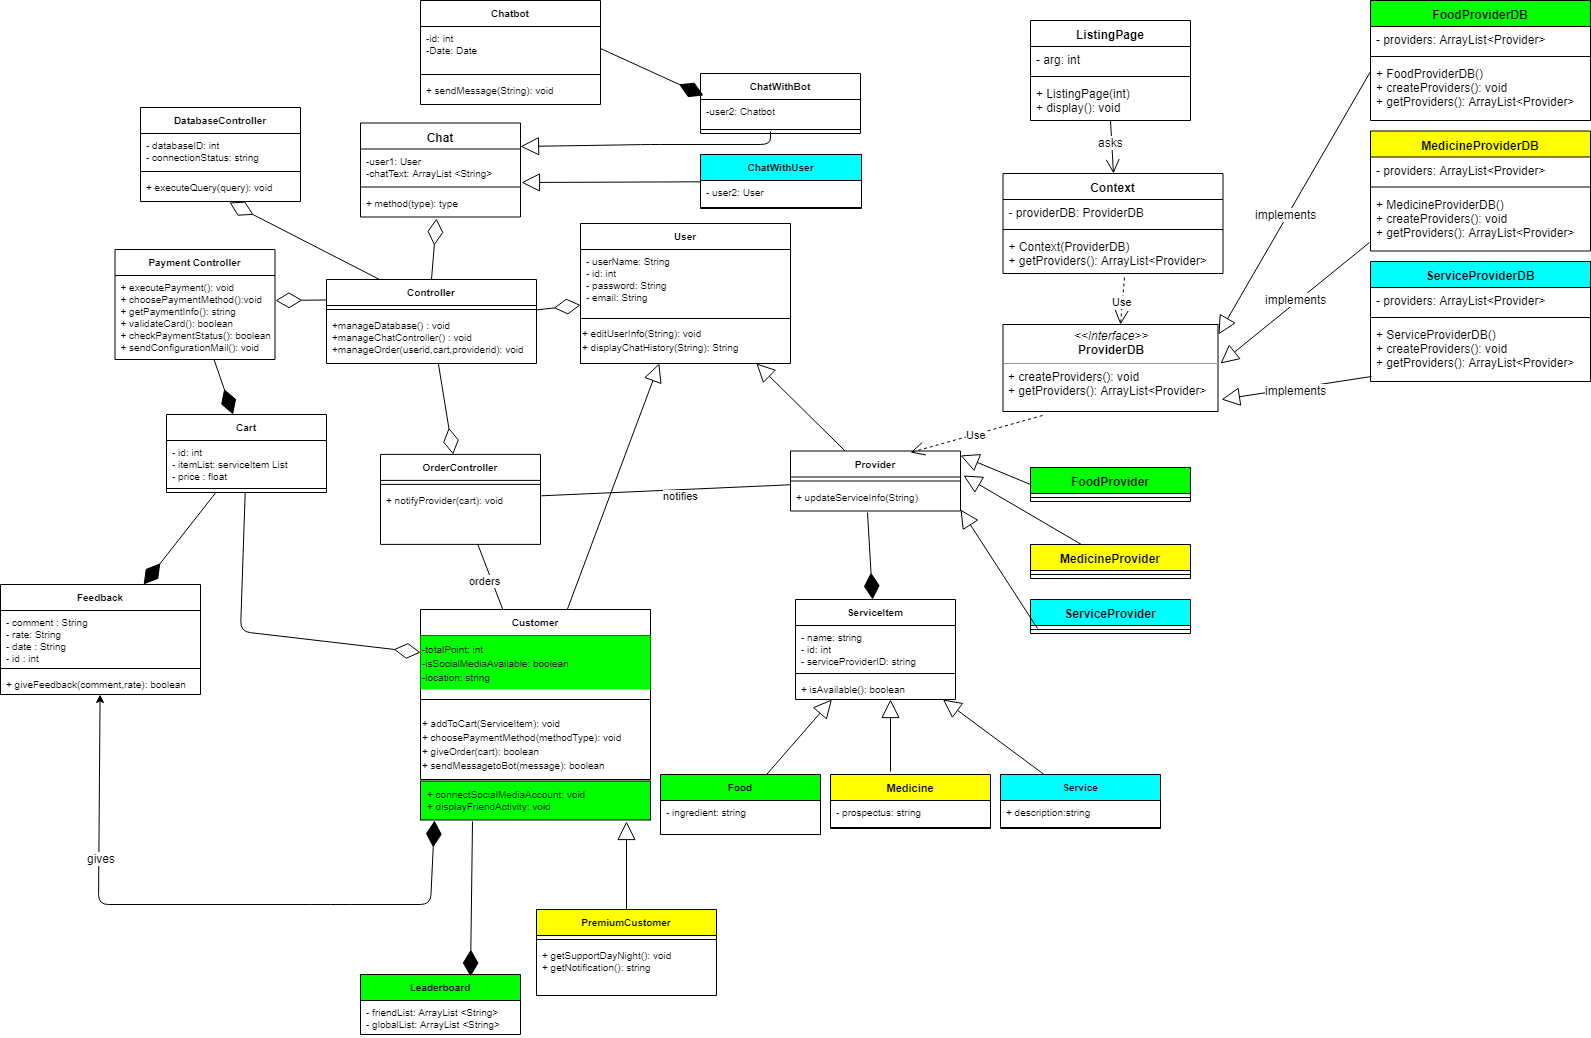 Chatbot
-id: int
-Date: Date
+ sendMessage(String): void
ChatWithBot
-user2: Chatbot
ListingPage
- arg: int
+ ListingPage(int)
+ display(): void
FoodProviderDB
- providers: ArrayList<Provider>
+ FoodProviderDB()
+ createProviders(): void
+ getProviders(): ArrayList<Provider>
DatabaseController
- databaseID: int
- connectionStatus: string
+ executeQuery(query): void
Chat
-user1: User
-chatText: ArrayList <String>
+ method(type): type
ChatWithUser
- user2: User
asks
Context
- providerDB: ProviderDB
+ Context(ProviderDB)
+ getProviders(): ArrayList<Provider>
MedicineProviderDB
- providers: ArrayList<Provider>
+ MedicineProviderDB()
+ createProviders(): void
+ getProviders(): ArrayList<Provider>
implements
implements
implements
ServiceProviderDB
- providers: ArrayList<Provider>
+ ServiceProviderDB()
+ createProviders(): void
+ getProviders(): ArrayList<Provider>
Payment Controller
+ executePayment(): void
+ choosePaymentMethod():void
+ getPaymentInfo(): string
+ validateCard(): boolean
+ checkPaymentStatus(): boolean
+ sendConfigurationMail(): void
Controller
+manageDatabase() : void
+manageChatController() : void
+manageOrder(userid,cart,providerid): void
User
- userName: String
- id: int
- password: String
- email: String
+ editUserInfo(String): void
+ displayChatHistory(String): String
Use
<<Interface>>
ProviderDB
+ createProviders(): void
+ getProviders(): ArrayList<Provider>
Use
Cart
- id: int
- itemList: serviceItem List
- price : float
OrderController
+ notifyProvider(cart): void
notifies
Provider
+ updateServiceInfo(String)
FoodProvider
MedicineProvider
ServiceProvider
orders
Feedback
- comment : String
- rate: String
- date : String
- id : int
+ giveFeedback(comment,rate): boolean
Customer
-totalPoint: int
-isSocialMediaAvailable: boolean
-location: string
+ addToCart(ServiceItem): void
+ choosePaymentMethod(methodType): void
+ giveOrder(cart): boolean
+ sendMessagetoBot(message): boolean
+ connectSocialMediaAccount: void
+ displayFriendActivity: void
ServiceItem
- name: string
- id: int
- serviceProviderID: string
+ isAvailable(): boolean
Food
- ingredient: string
Medicine
- prospectus: string
Service
+ description:string
gives
PremiumCustomer
+ getSupportDayNight(): void
+ getNotification(): string
Leaderboard
- friendList: ArrayList <String>
- globalList: ArrayList <String>